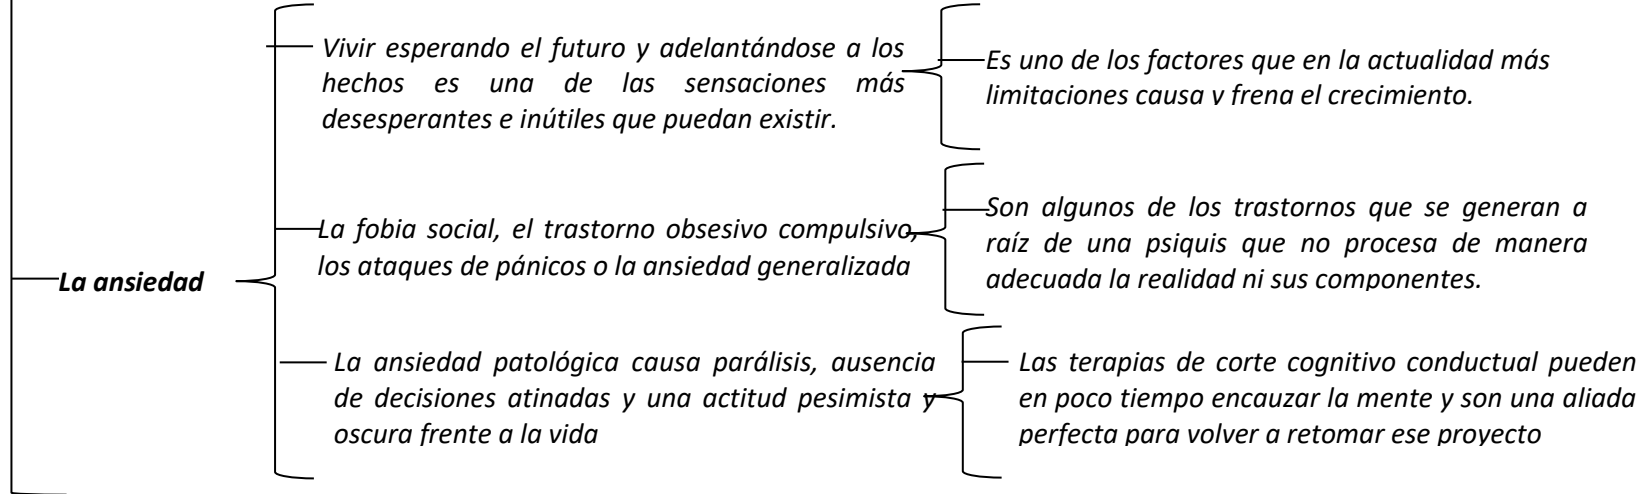 Vivir esperando el futuro y adelantándose a los
hechos es una de las sensaciones más
desesperantes e inútiles que puedan existir.
Es uno de los factores que en la actualidad más
limitaciones causa y frena el crecimiento.
La fobia social, el trastorno obsesivo compulsivo,
los ataques de pánicos o la ansiedad generalizada
Son algunos de los trastornos que se generan a
raíz de una psiquis que no procesa de manera
adecuada la realidad ni sus componentes.
La ansiedad
La ansiedad patológica causa parálisis, ausencia
de decisiones atinadas y una actitud pesimista y
oscura frente a la vida
Las terapias de corte cognitivo conductual pueden
en poco tiempo encauzar la mente y son una aliada
perfecta para volver a retomar ese proyecto